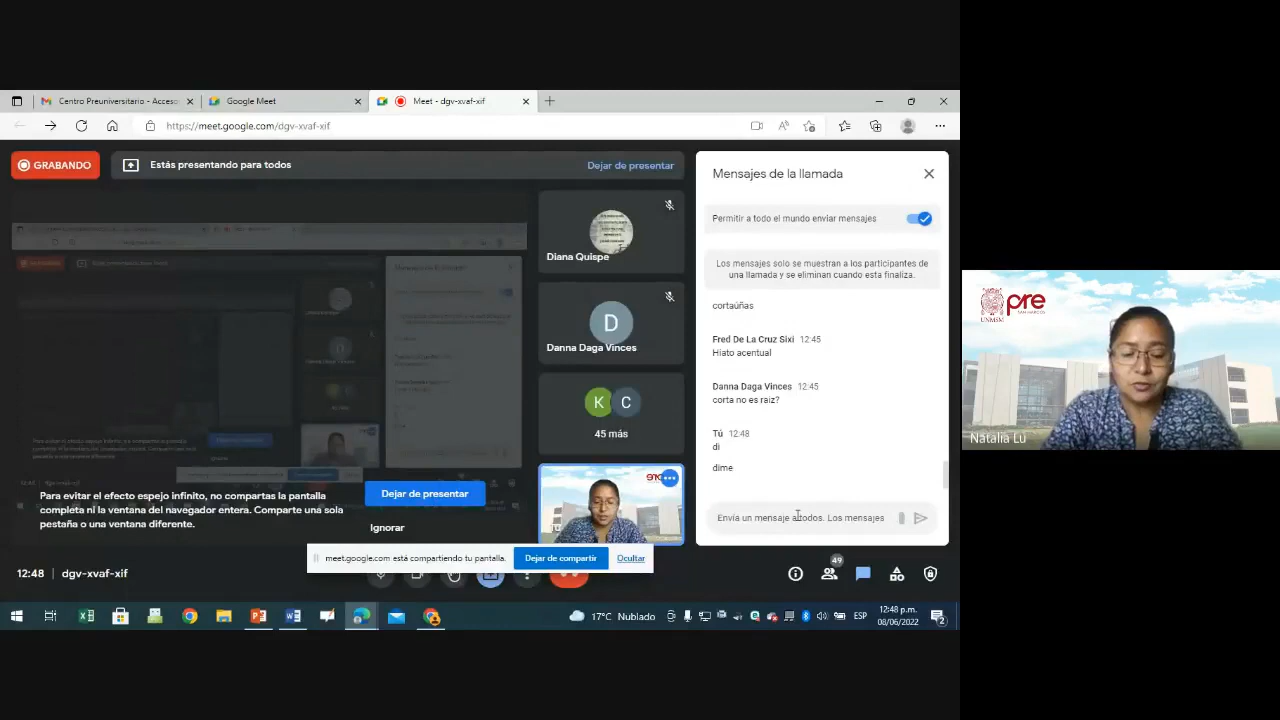 Centro Preuniversitario - Acceso
Google Meet
Meet - dgv-xvaf-xif
https://meet.google.com/dgv-xvaf-xif
GRABANDO
Estás presentando para todos
Dejar de presentar
Diana Quispe
D
Danna Daga Vinces
K C
45 más
Para evitar el efecto espejo infinito, no compartas la pantalla
completa ni la ventana del navegador entera. Comparte una sola
pestaña o una ventana diferente.
Dejar de presentar
Ignorar
meet.google.com está compartiendo tu pantalla.
Dejar de compartir
Ocultar
Mensajes de la llamada
Permitir a todo el mundo enviar mensajes
Los mensajes solo se muestran a los participantes de
una llamada y se eliminan cuando esta finaliza.
cortaúñas
Fred De La Cruz Sixi 12:45
Hiato acentual
Danna Daga Vinces 12:45
corta no es raiz?
Tú 12:48
di
dime
Envía un mensaje a todos. Los mensajes
12:48
dgv-xvaf-xif
49
17°C Nublado
ESP
12:48 p.m.
08/06/2022
2
UNMSM
pre
SAN MARCOS
Natalia Lu